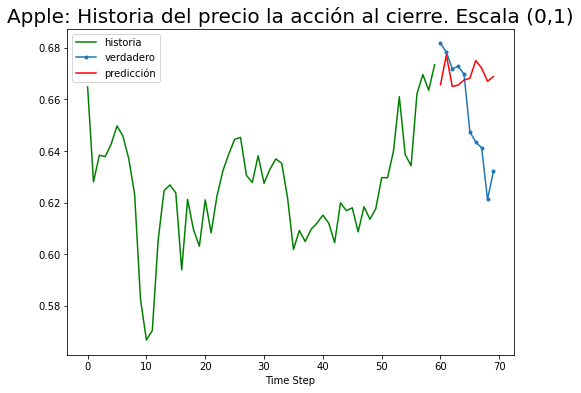 Apple: Historia del precio la acción al cierre. Escala (0,1)
historia
verdadero
predicción
0.68
0.66
0.64
0.62
0.60
0.58
0 10 20 30 40 50 60 70
Time Step